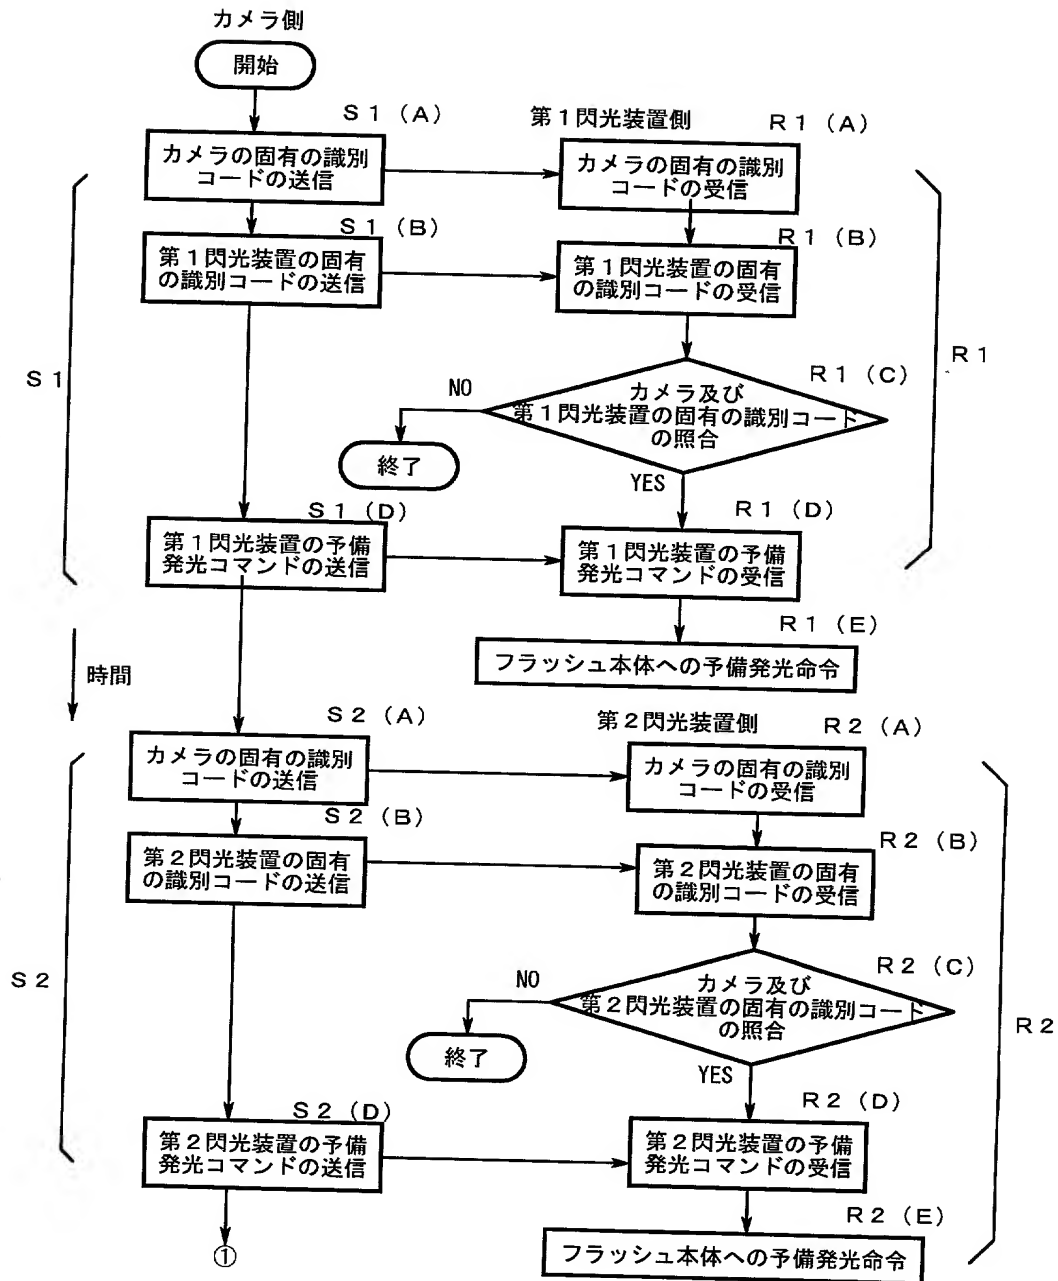 カメラ側
開始
S1(A)
第1閃光装置側
R1(A)
カメラの固有の識別
コードの送信
カメラの固有の識別
コードの受信
S1(B)
R1(B)
第1閃光装置の固有
の識別コードの送信
第1閃光装置の固有
の識別コードの受信
S1
R1
R1(C)
NO
カメラ及び
第1閃光装置の固有の識別コード
の照合
終了
YES
S1(D)
R1(D)
第1閃光装置の予備
発光コマンドの送信
第1閃光装置の予備
発光コマンドの受信
R1(E)
フラッシュ本体への予備発光命令
時間
S2(A)
第2閃光装置側
R2(A)
カメラの固有の識別
コードの送信
カメラの固有の識別
コードの受信
S2(B)
R2(B)
第2閃光装置の固有
の識別コードの送信
第2閃光装置の固有
の識別コードの受信
S2
R2
R2(C)
NO
カメラ及び
第2閃光装置の固有の識別コード
の照合
終了
YES
S2(D)
R2(D)
第2閃光装置の予備
発光コマンドの送信
第2閃光装置の予備
発光コマンドの受信
R2(E)
①
フラッシュ本体への予備発光命令